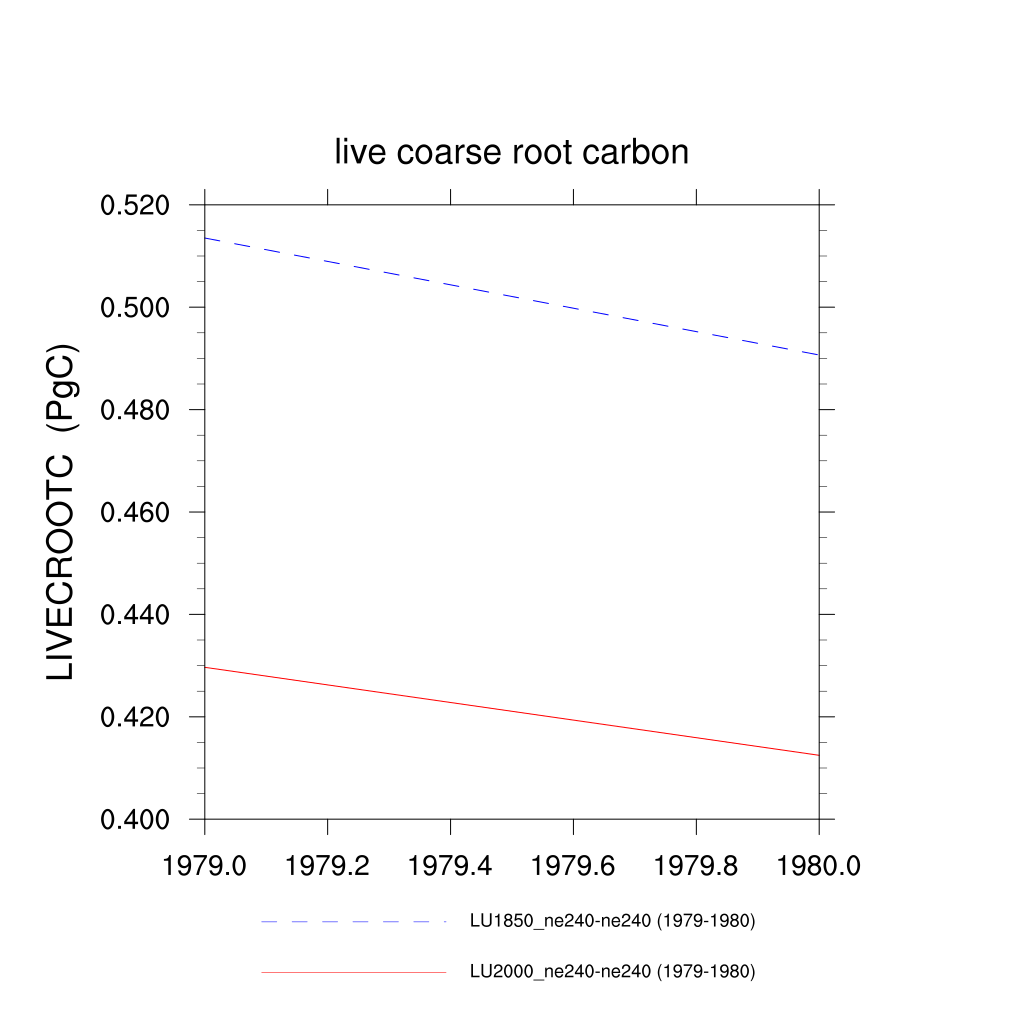 live coarse root carbon
LIVECROOTC (PgC)
0.520
0.500
0.480
0.460
0.440
0.420
0.400
1979.0 1979.2 1979.4 1979.6 1979.8 1980.0
LU1850_ne240-ne240 (1979-1980)
LU2000_ne240-ne240 (1979-1980)